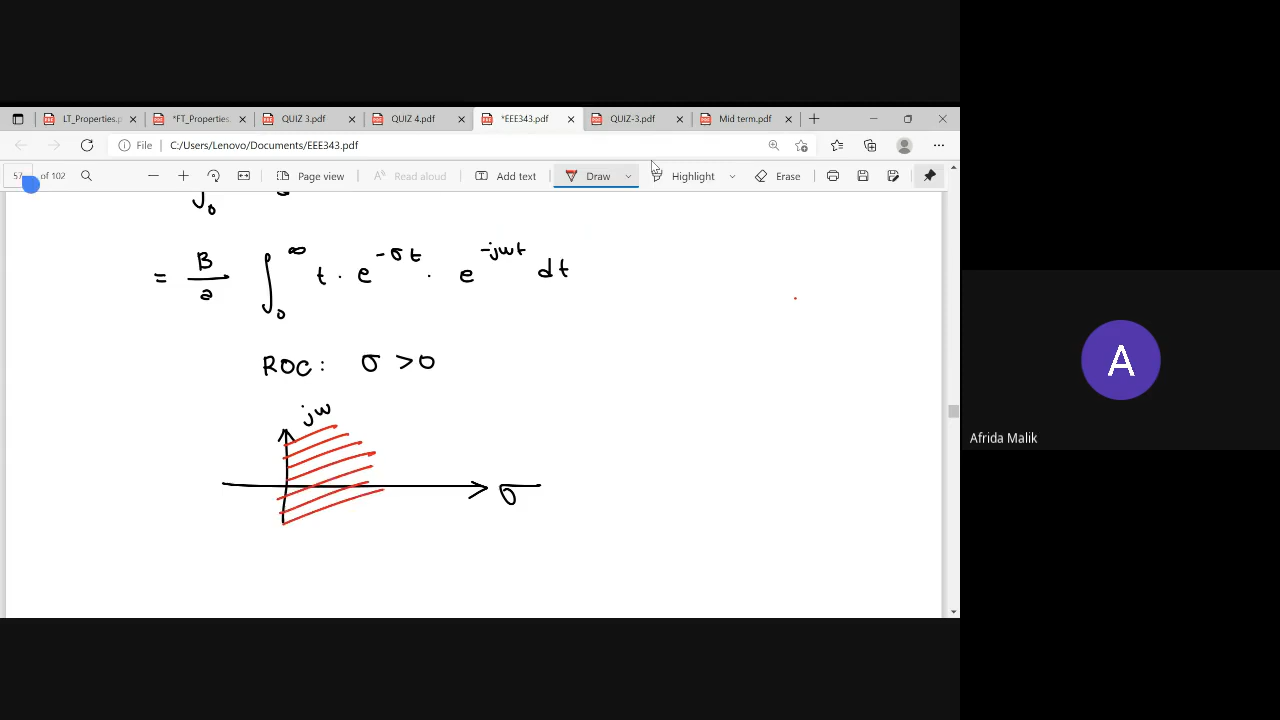 LT_Properties.p *FT_Properties. QUIZ 3.pdf QUIZ 4.pdf *EEE343.pdf QUIZ-3.pdf Mid term.pdf
File C:/Users/Lenovo/Documents/EEE343.pdf
57 of 102 Page view Read aloud Add text Draw Highlight Erase
∫0
= B/2 ∫0^∞ t · e^-σt · e^-jωt dt
ROC: σ > 0
jω
σ
A
Afrida Malik